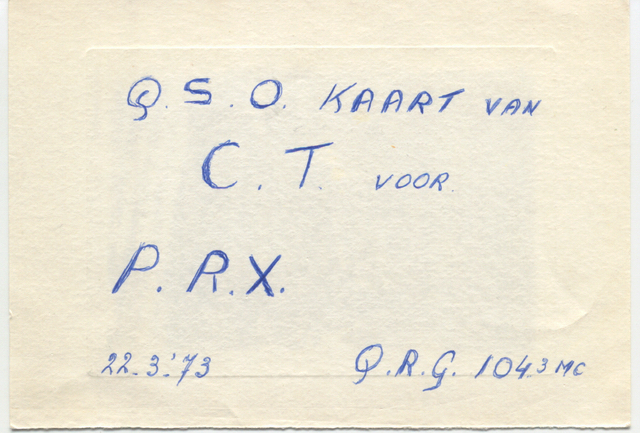 Q.S.O. KAART VAN
C.T. VOOR.
P.R.X.
22.3.'73 Q.R.G. 104.3 MC